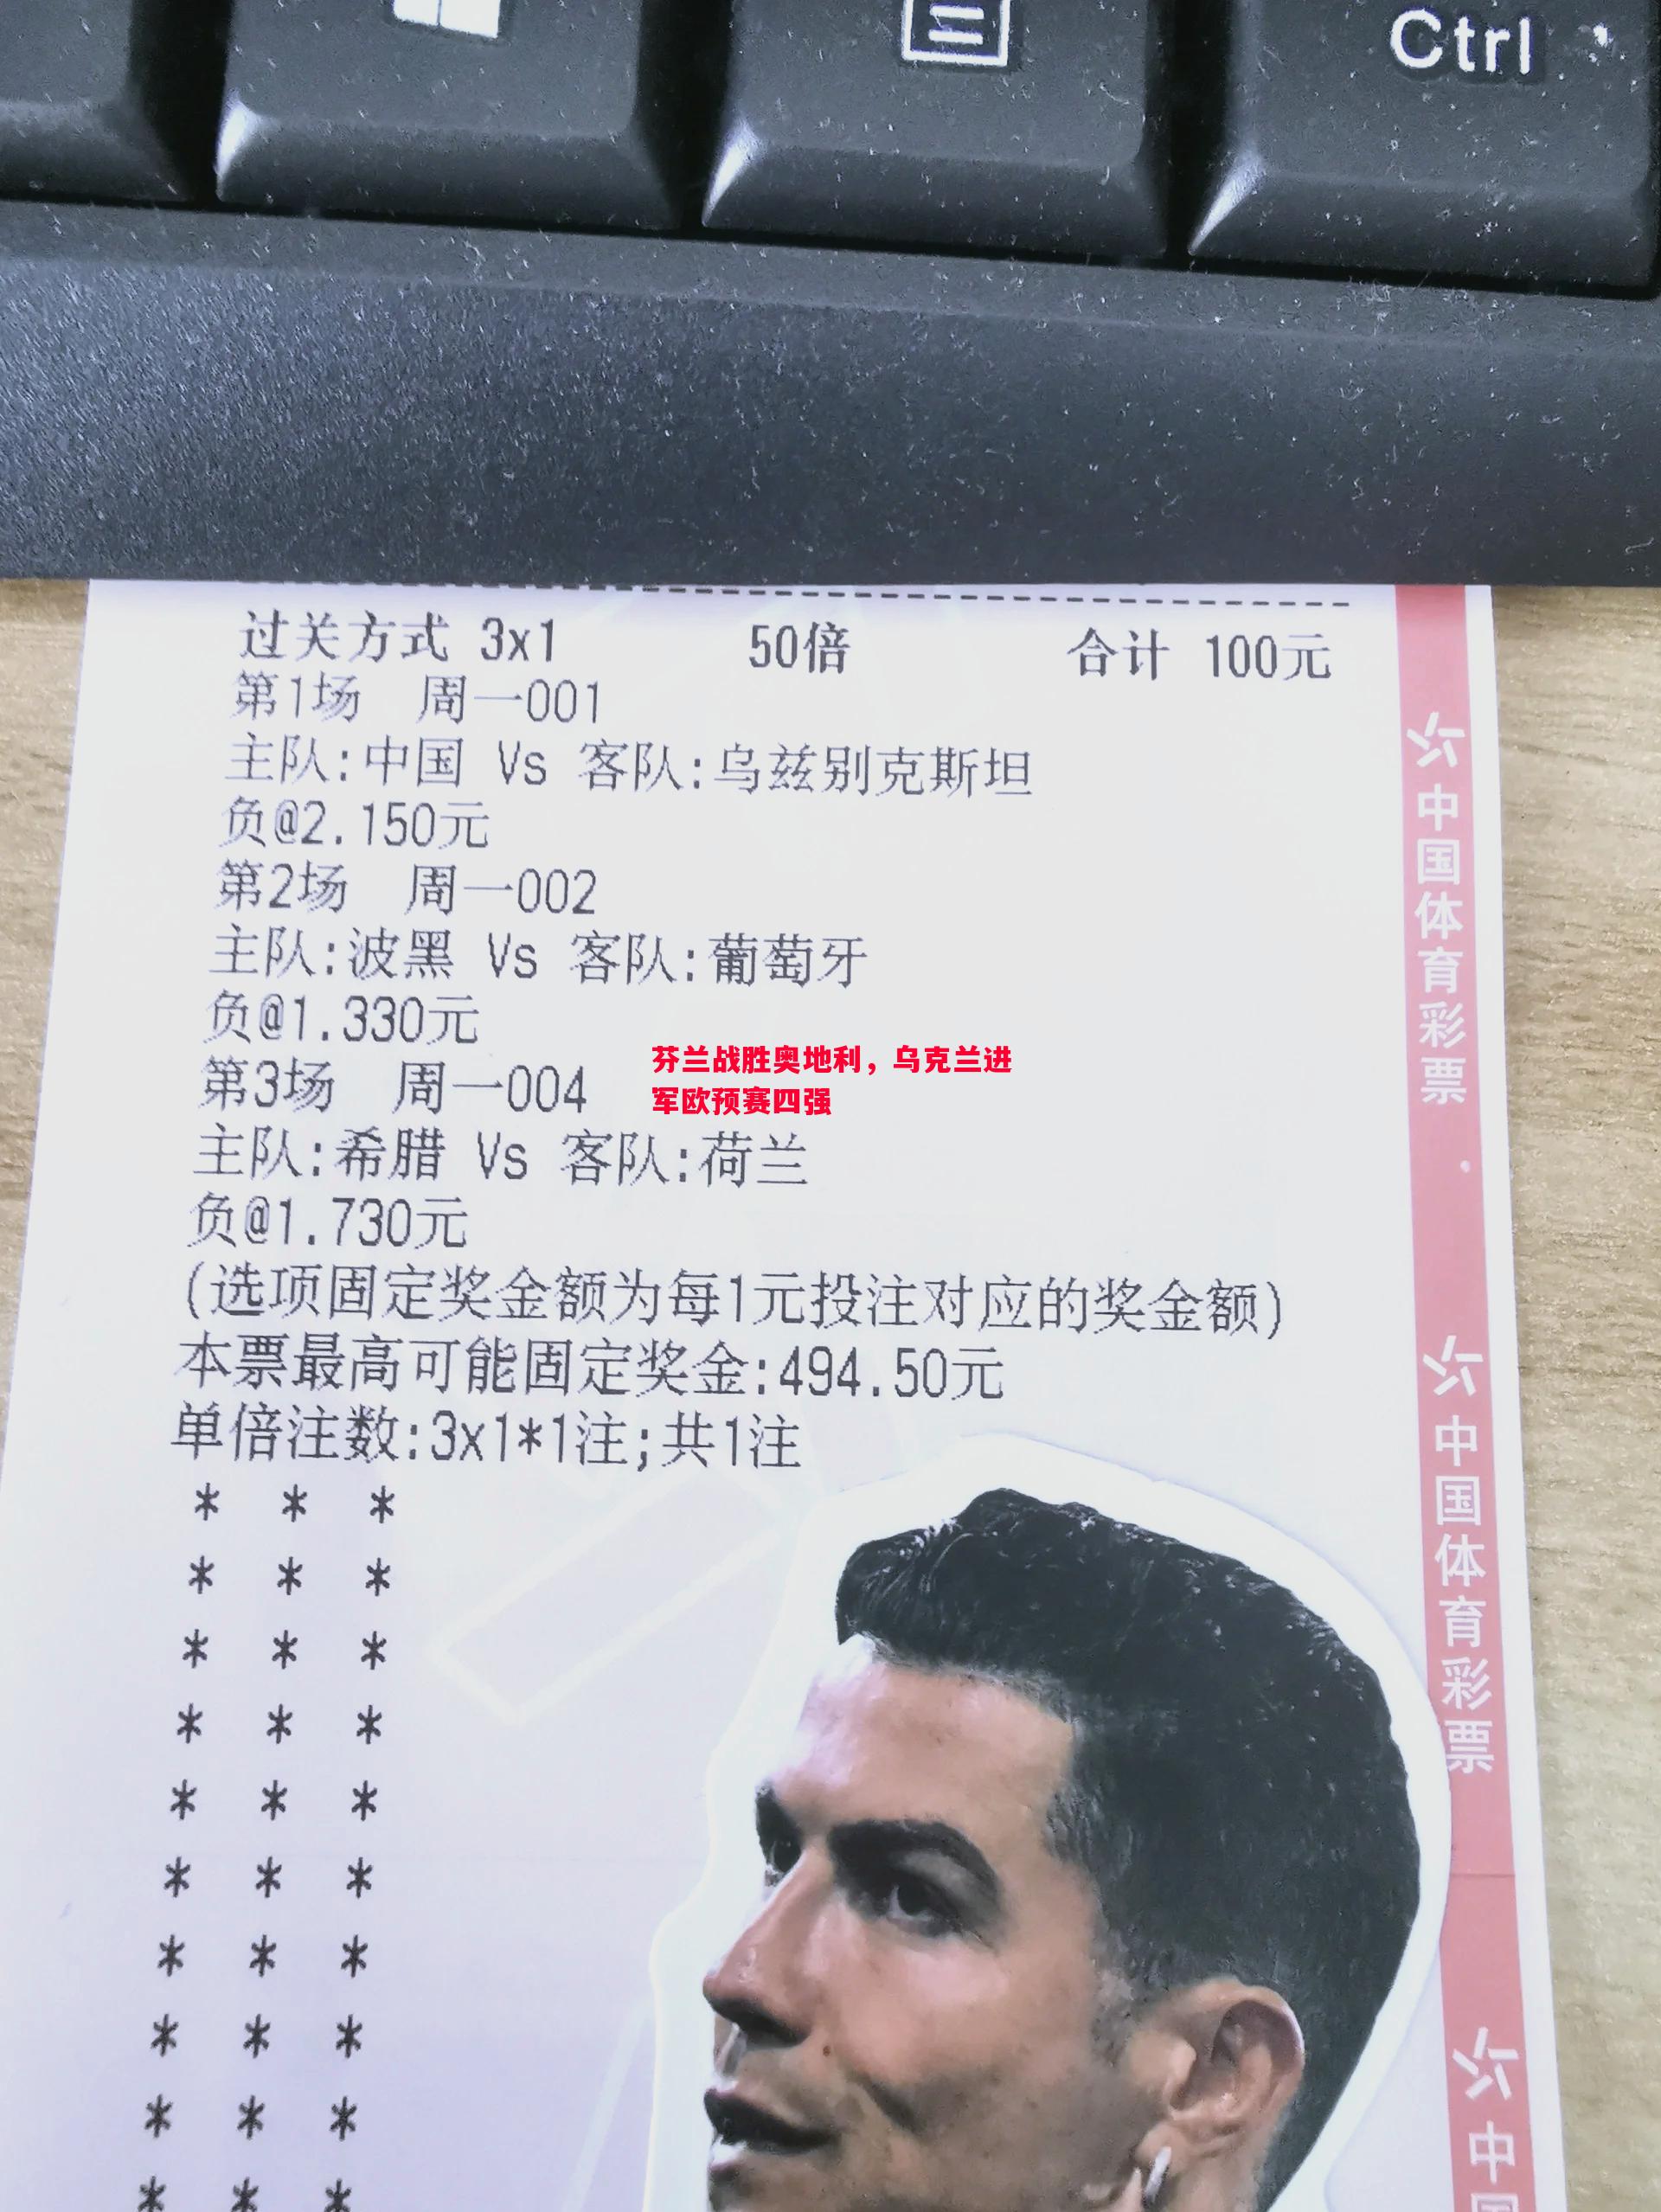 Ctrl
过关方式 3x1 50倍 合计 100元
第1场 周一001
主队:中国 Vs 客队:乌兹别克斯坦
负@2.150元
第2场 周一002
主队:波黑 Vs 客队:葡萄牙
负@1.330元
第3场 周一004
芬兰战胜奥地利，乌克兰进
军欧预赛四强
主队:希腊 Vs 客队:荷兰
负@1.730元
(选项固定奖金额为每1元投注对应的奖金额)
本票最高可能固定奖金:494.50元
单倍注数:3x1*1注;共1注
* * *
* * *
* * *
* * *
* * *
* * *
* * *
* * *
* * *
* * *
中国体育彩票
中国体育彩票
中国